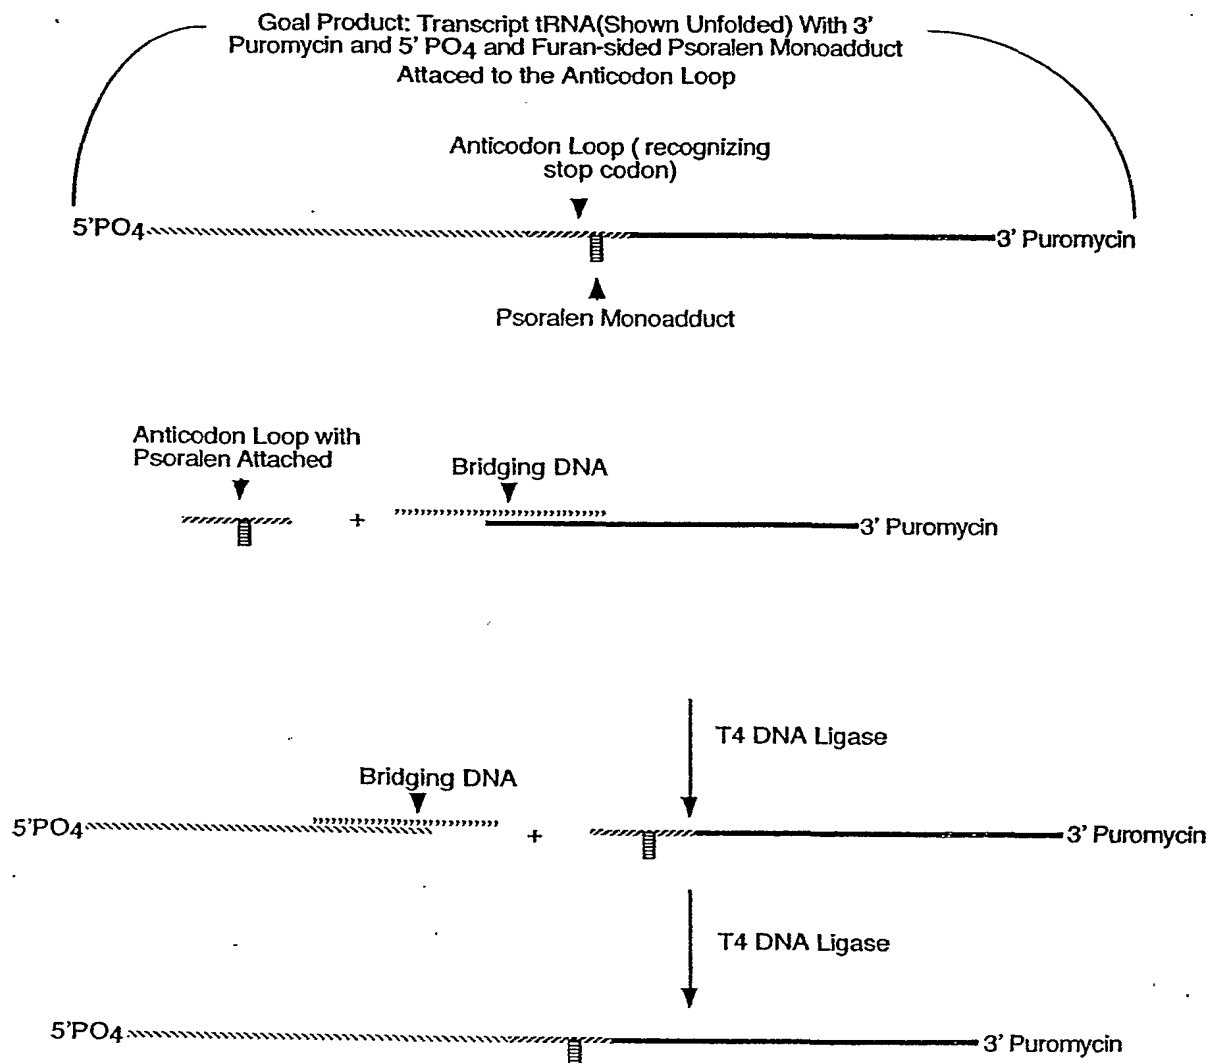 Goal Product: Transcript tRNA(Shown Unfolded) With 3'
Puromycin and 5' PO4 and Furan-sided Psoralen Monoadduct
Attaced to the Anticodon Loop
Anticodon Loop ( recognizing
stop codon)
5'PO4
3' Puromycin
Psoralen Monoadduct
Anticodon Loop with
Psoralen Attached
Bridging DNA
+
3' Puromycin
T4 DNA Ligase
Bridging DNA
5'PO4
+
3' Puromycin
T4 DNA Ligase
5'PO4
3' Puromycin